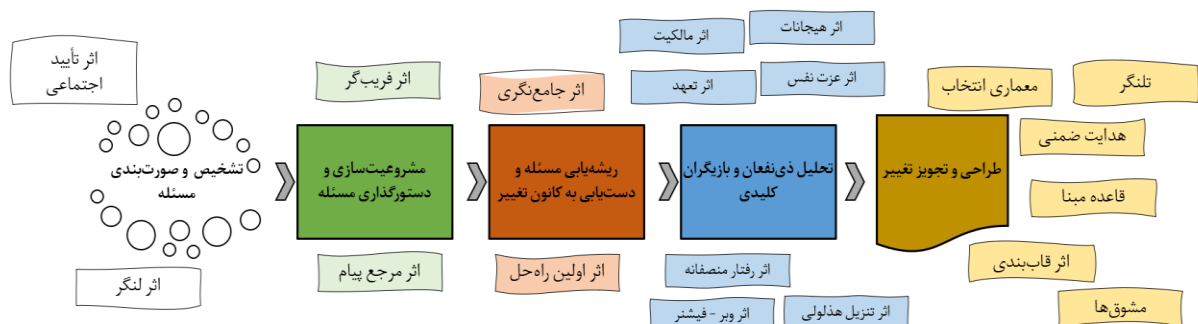 اثر تأیید
اجتماعی
تشخیص و صورت‌بندی
مسئله
اثر لنگر
اثر فریب‌گر
مشروعیت‌سازی و
دستورگذاری مسئله
اثر مرجع پیام
اثر جامع‌نگری
ریشه‌یابی مسئله و
دست‌یابی به کانون تغییر
اثر اولین راه‌حل
اثر مالکیت
اثر هیجانات
اثر تعهد
اثر عزت نفس
تحلیل ذی‌نفعان و بازیگران
کلیدی
اثر رفتار منصفانه
اثر وبر - فیشنر
اثر تنزیل هذلولی
معماری انتخاب
تلنگر
هدایت ضمنی
طراحی و تجویز تغییر
قاعده مبنا
اثر قاب‌بندی
مشوق‌ها